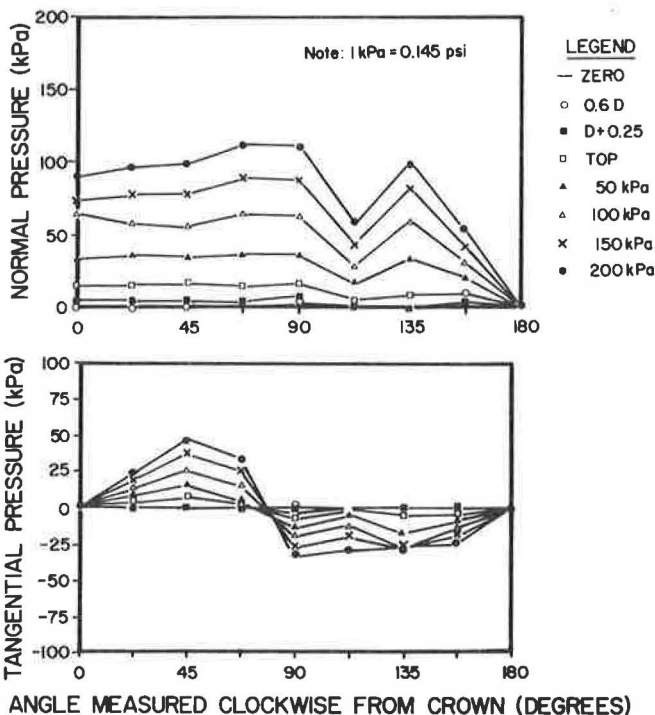 200
150
100
50
0
NORMAL PRESSURE (kPa)
Note: 1 kPa = 0.145 psi
0 45 90 135 180
LEGEND
ZERO
0.6 D
D+0.25
TOP
50 kPa
100 kPa
150 kPa
200 kPa
100
75
50
25
0
-25
-50
-75
-100
TANGENTIAL PRESSURE (kPa)
0 45 90 135 180
ANGLE MEASURED CLOCKWISE FROM CROWN (DEGREES)